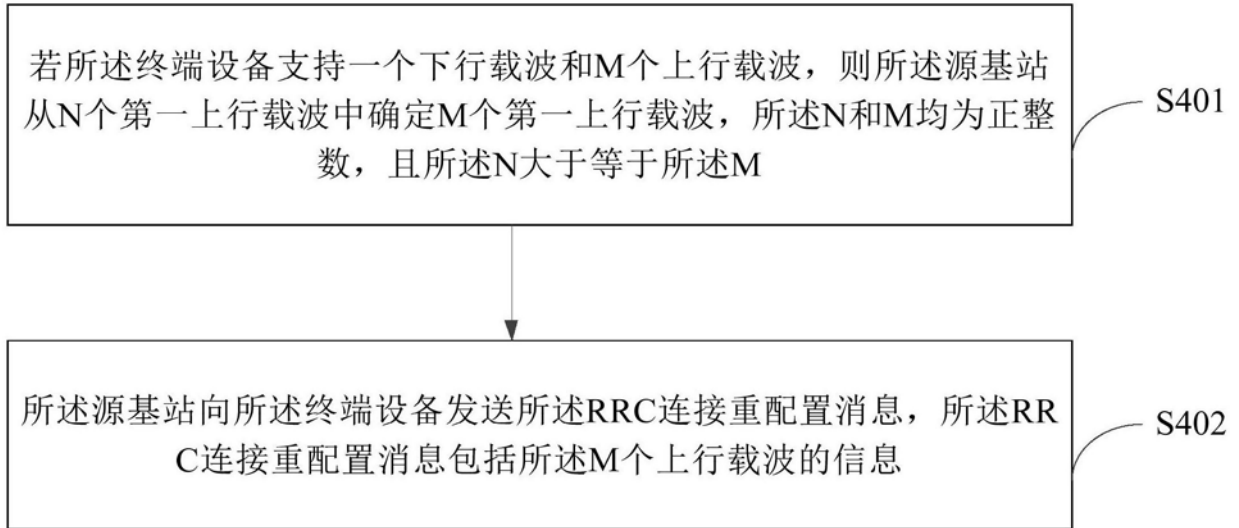 若所述终端设备支持一个下行载波和M个上行载波，则所述源基站
从N个第一上行载波中确定M个第一上行载波，所述N和M均为正整
数，且所述N大于等于所述M
S401
所述源基站向所述终端设备发送所述RRC连接重配置消息，所述RR
C连接重配置消息包括所述M个上行载波的信息
S402